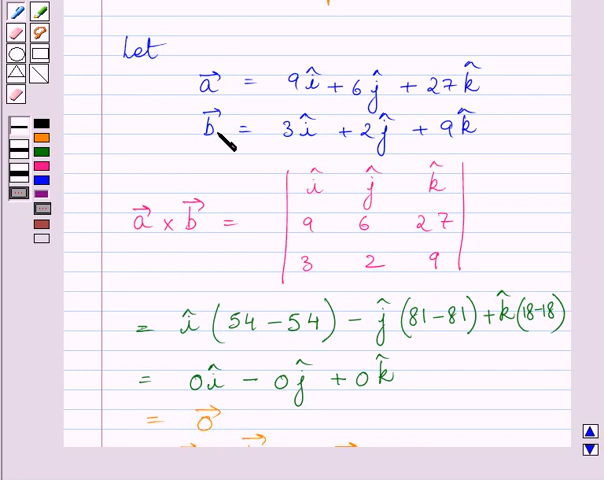 Let
a⃗ = 9î + 6ĵ + 27k̂
b⃗ = 3î + 2ĵ + 9k̂
î ĵ k̂
a⃗ × b⃗ = 9 6 27
3 2 9
= î (54 - 54) - ĵ (81 - 81) + k̂ (18-18)
= 0î - 0ĵ + 0k̂
= 0⃗